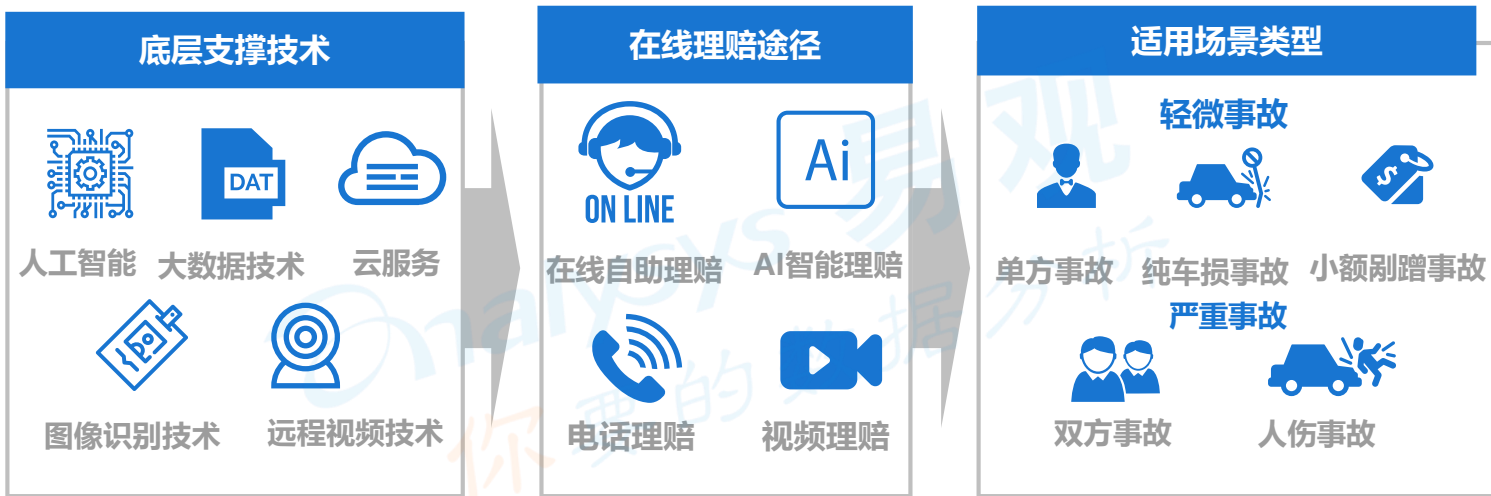 底层支撑技术
DAT
人工智能
大数据技术
云服务
图像识别技术
远程视频技术
在线理赔途径
ON LINE
Ai
在线自助理赔
AI智能理赔
电话理赔
视频理赔
适用场景类型
轻微事故
$
单方事故
纯车损事故
小额剐蹭事故
严重事故
双方事故
人伤事故
analysys 易观
你要的数据分析